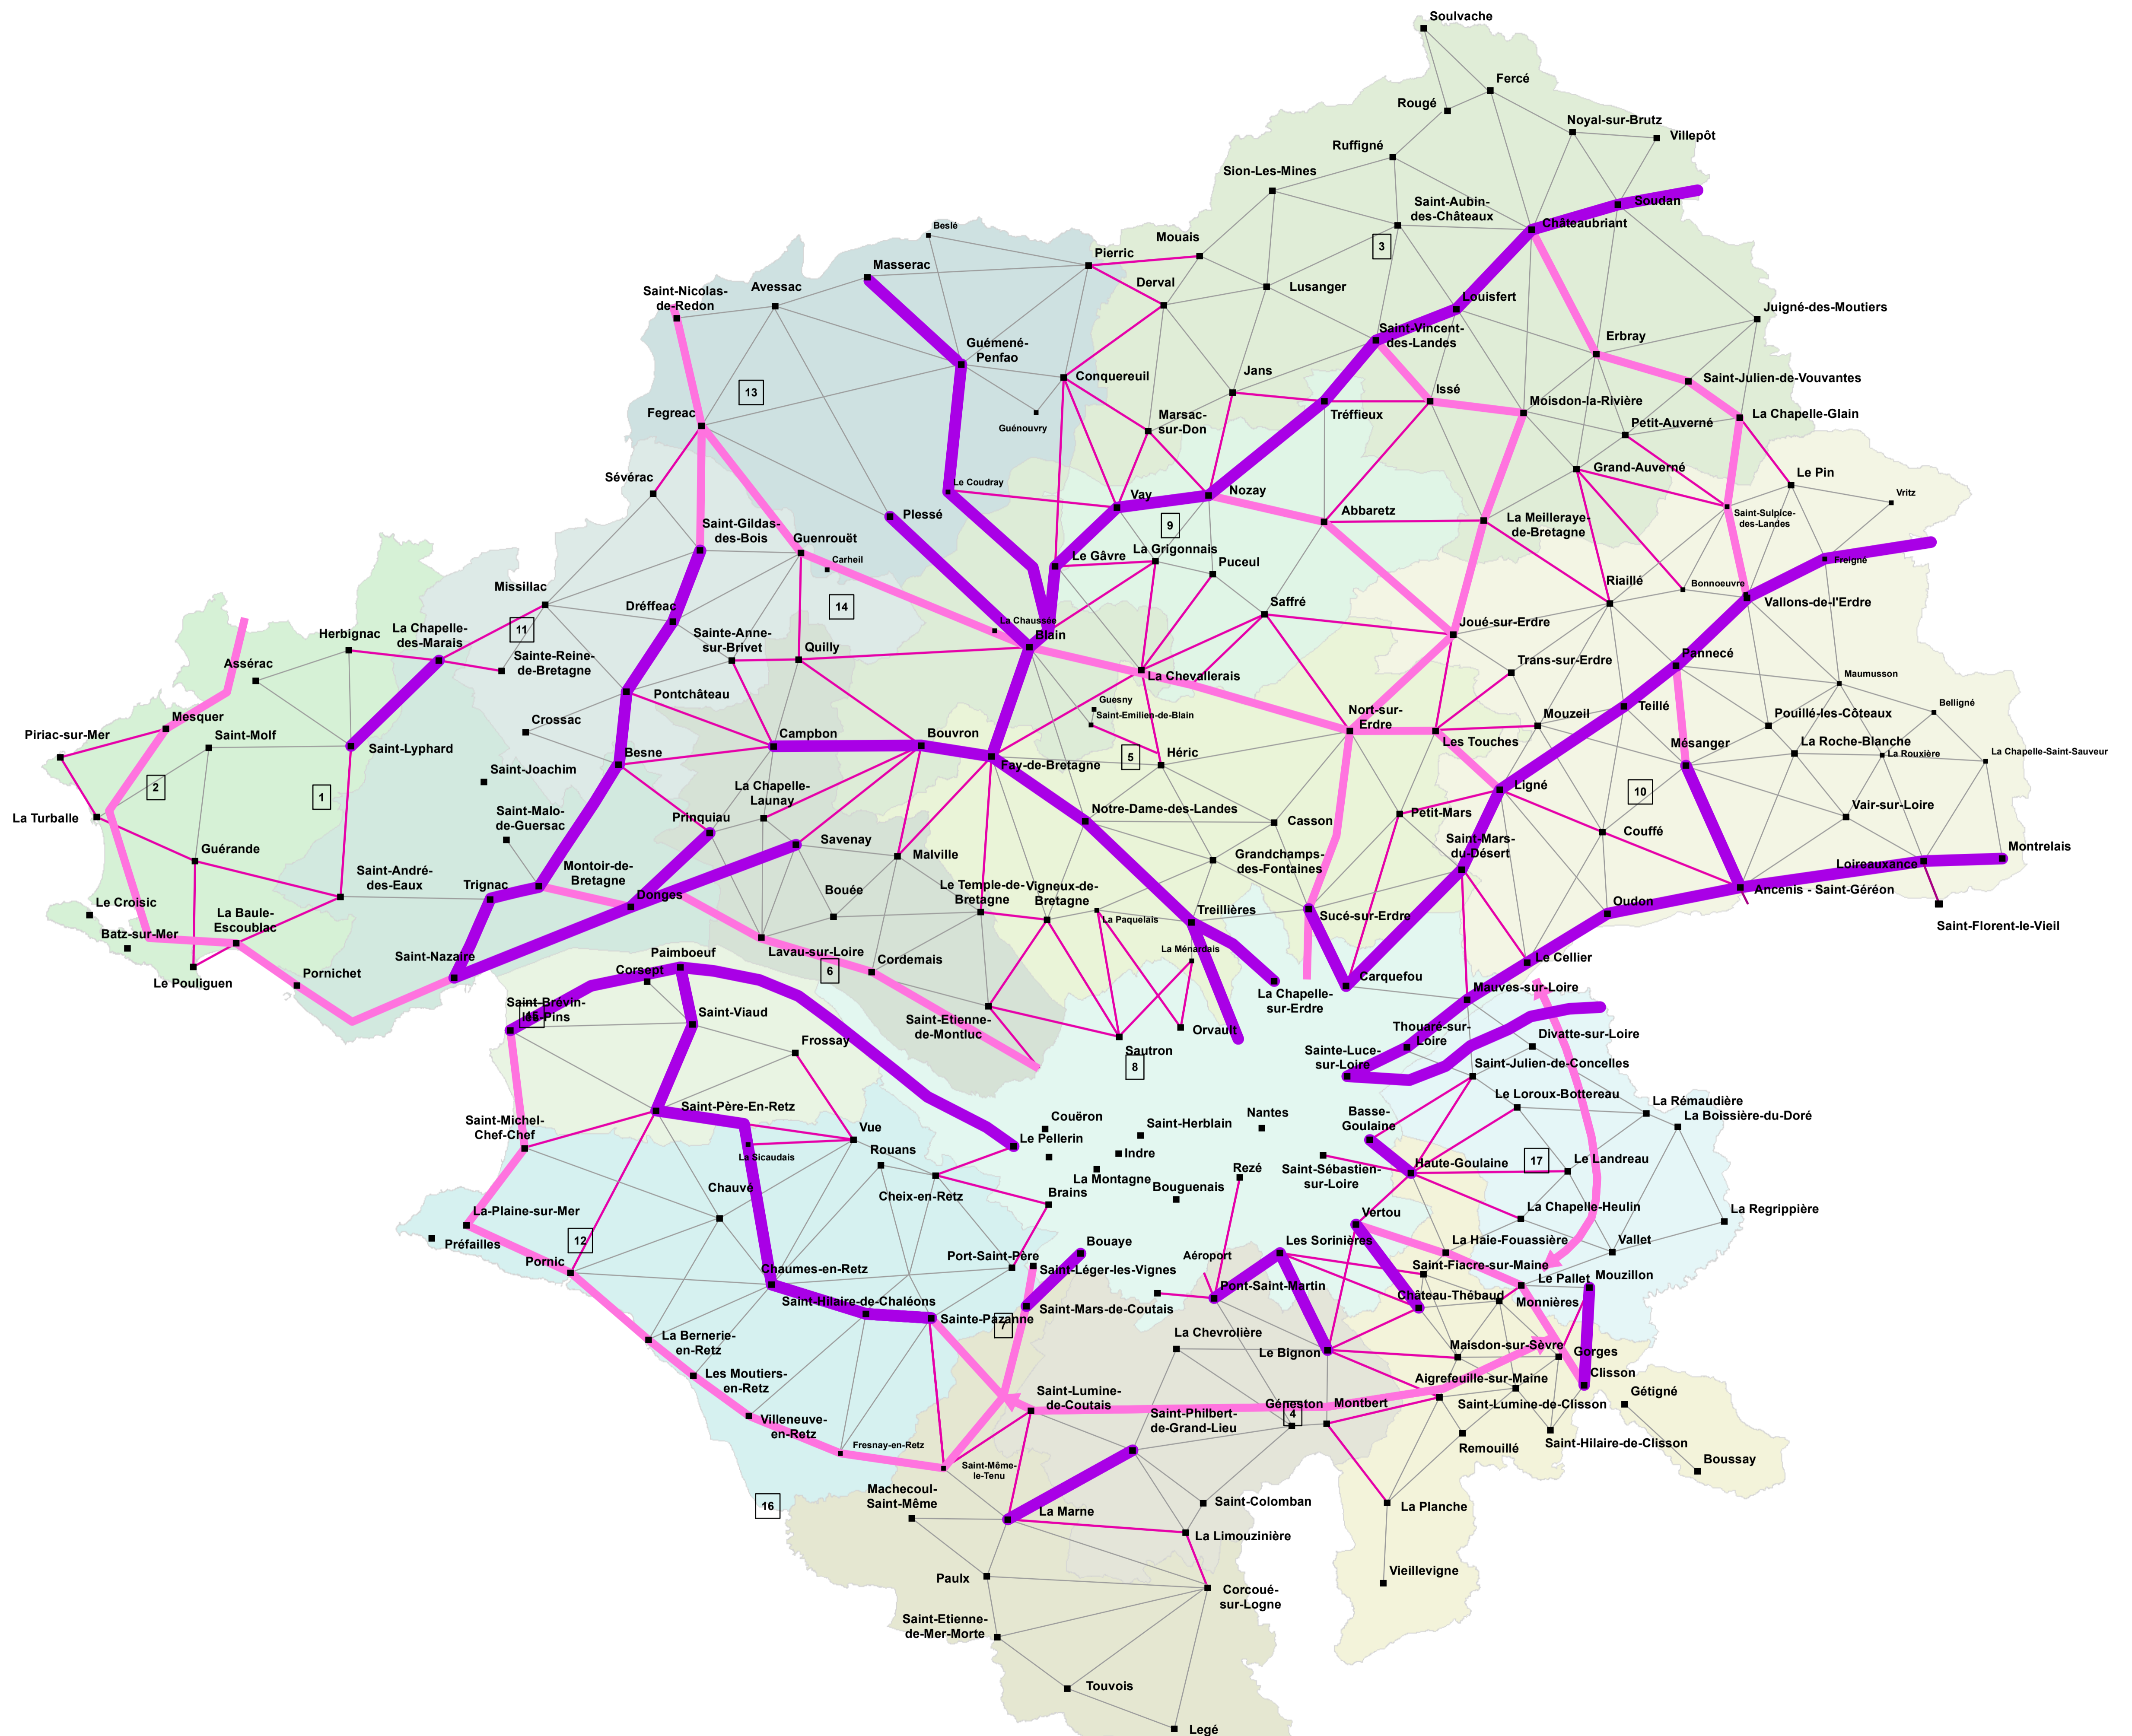 Soulvache
Fercé
Rougé
Noyal-sur-Brutz
Villepôt
Ruffigné
Sion-Les-Mines
Saint-Aubin-
des-Châteaux
Soudan
Châteaubriant
3
Beslé
Mouais
Pierric
Masserac
Derval
Lusanger
Avessac
Saint-Nicolas-
de-Redon
Louisfert
Juigné-des-Moutiers
Saint-Vincent-
des-Landes
Erbray
Guémené-
Penfao
Conquereuil
Jans
Issé
Saint-Julien-de-Vouvantes
13
Moisdon-la-Rivière
Fegreac
Guénouvry
Marsac-
sur-Don
Tréffieux
La Chapelle-Glain
Petit-Auverné
Grand-Auverné
Le Pin
Sévérac
Le Coudray
Vay
Nozay
Vritz
Plessé
Abbaretz
La Meilleraye-
de-Bretagne
Saint-Sulpice-
des-Landes
9
Saint-Gildas-
des-Bois
Guenrouët
Carheil
Le Gâvre
La Grigonnais
Puceul
Freigné
Missillac
Riaillé
Bonnoeuvre
Vallons-de-l'Erdre
Dréffeac
14
Saffré
La Chaussée
Blain
11
Herbignac
La Chapelle-
des-Marais
Sainte-Anne-
sur-Brivet
Quilly
Joué-sur-Erdre
Pannecé
Assérac
Sainte-Reine-
de-Bretagne
La Chevallerais
Trans-sur-Erdre
Maumusson
Pontchâteau
Guesny
Saint-Emilien-de-Blain
Nort-sur-
Erdre
Teillé
Belligné
Mesquer
Crossac
Mouzeil
Pouillé-les-Côteaux
Piriac-sur-Mer
Saint-Molf
Saint-Lyphard
Besne
Campbon
Bouvron
Fay-de-Bretagne
Héric
5
Les Touches
Mésanger
La Roche-Blanche
La Rouxière
La Chapelle-Saint-Sauveur
Saint-Joachim
2
1
La Chapelle-
Launay
Ligné
10
La Turballe
Saint-Malo-
de-Guersac
Prinquiau
Notre-Dame-des-Landes
Casson
Petit-Mars
Vair-sur-Loire
Couffé
Guérande
Savenay
Malville
Grandchamps-
des-Fontaines
Saint-Mars-
du-Désert
Montrelais
Loireauxance
Saint-André-
des-Eaux
Trignac
Montoir-de-
Bretagne
Donges
Bouée
Le Temple-de-
Bretagne
Vigneux-de-
Bretagne
Ancenis - Saint-Géréon
Le Croisic
La Paquelais
Treillières
Sucé-sur-Erdre
Oudon
Saint-Florent-le-Vieil
Batz-sur-Mer
La Baule-
Escoublac
Saint-Nazaire
Paimboeuf
Lavau-sur-Loire
La Ménardais
Le Cellier
Le Pouliguen
Pornichet
Corsept
6
Cordemais
La Chapelle-
sur-Erdre
Carquefou
Mauves-sur-Loire
Saint-Brévin-
les-Pins
15
Saint-Viaud
Saint-Etienne-
de-Montluc
Orvault
Sautron
Thouaré-sur-
Loire
Divatte-sur-Loire
Frossay
8
Sainte-Luce-
sur-Loire
Saint-Julien-de-Concelles
Le Loroux-Bottereau
La Rémaudière
La Boissière-du-Doré
Saint-Père-En-Retz
Saint-Michel-
Chef-Chef
Vue
Couëron
Nantes
Basse-
Goulaine
Le Pellerin
Saint-Herblain
La Sicaudais
Rouans
Indre
Saint-Sébastien-
sur-Loire
Haute-Goulaine
17
Le Landreau
La Montagne
Rezé
Chauvé
Cheix-en-Retz
Brains
Bouguenais
La Chapelle-Heulin
La Regrippière
La-Plaine-sur-Mer
Vertou
Préfailles
12
Pornic
Port-Saint-Père
Bouaye
Les Sorinières
La Haie-Fouassière
Vallet
Aéroport
Chaumes-en-Retz
Saint-Léger-les-Vignes
Saint-Fiacre-sur-Maine
Le Pallet
Mouzillon
Pont-Saint-Martin
Château-Thébaud
Monnières
Saint-Hilaire-de-Chaléons
Sainte-Pazanne
Saint-Mars-de-Coutais
7
La Bernerie-
en-Retz
La Chevrolière
Le Bignon
Maisdon-sur-Sèvre
Gorges
Les Moutiers-
en-Retz
Clisson
Aigrefeuille-sur-Maine
Gétigné
Villeneuve-
en-Retz
Saint-Lumine-
de-Coutais
Géneston
4
Montbert
Saint-Lumine-de-Clisson
Saint-Philbert-
de-Grand-Lieu
Fresnay-en-Retz
Remouillé
Saint-Hilaire-de-Clisson
Boussay
Saint-Même-
le-Tenu
Machecoul-
Saint-Même
16
La Marne
Saint-Colomban
La Planche
La Limouzinière
Vieillevigne
Paulx
Corcoué-
sur-Logne
Saint-Etienne-
de-Mer-Morte
Touvois
Legé